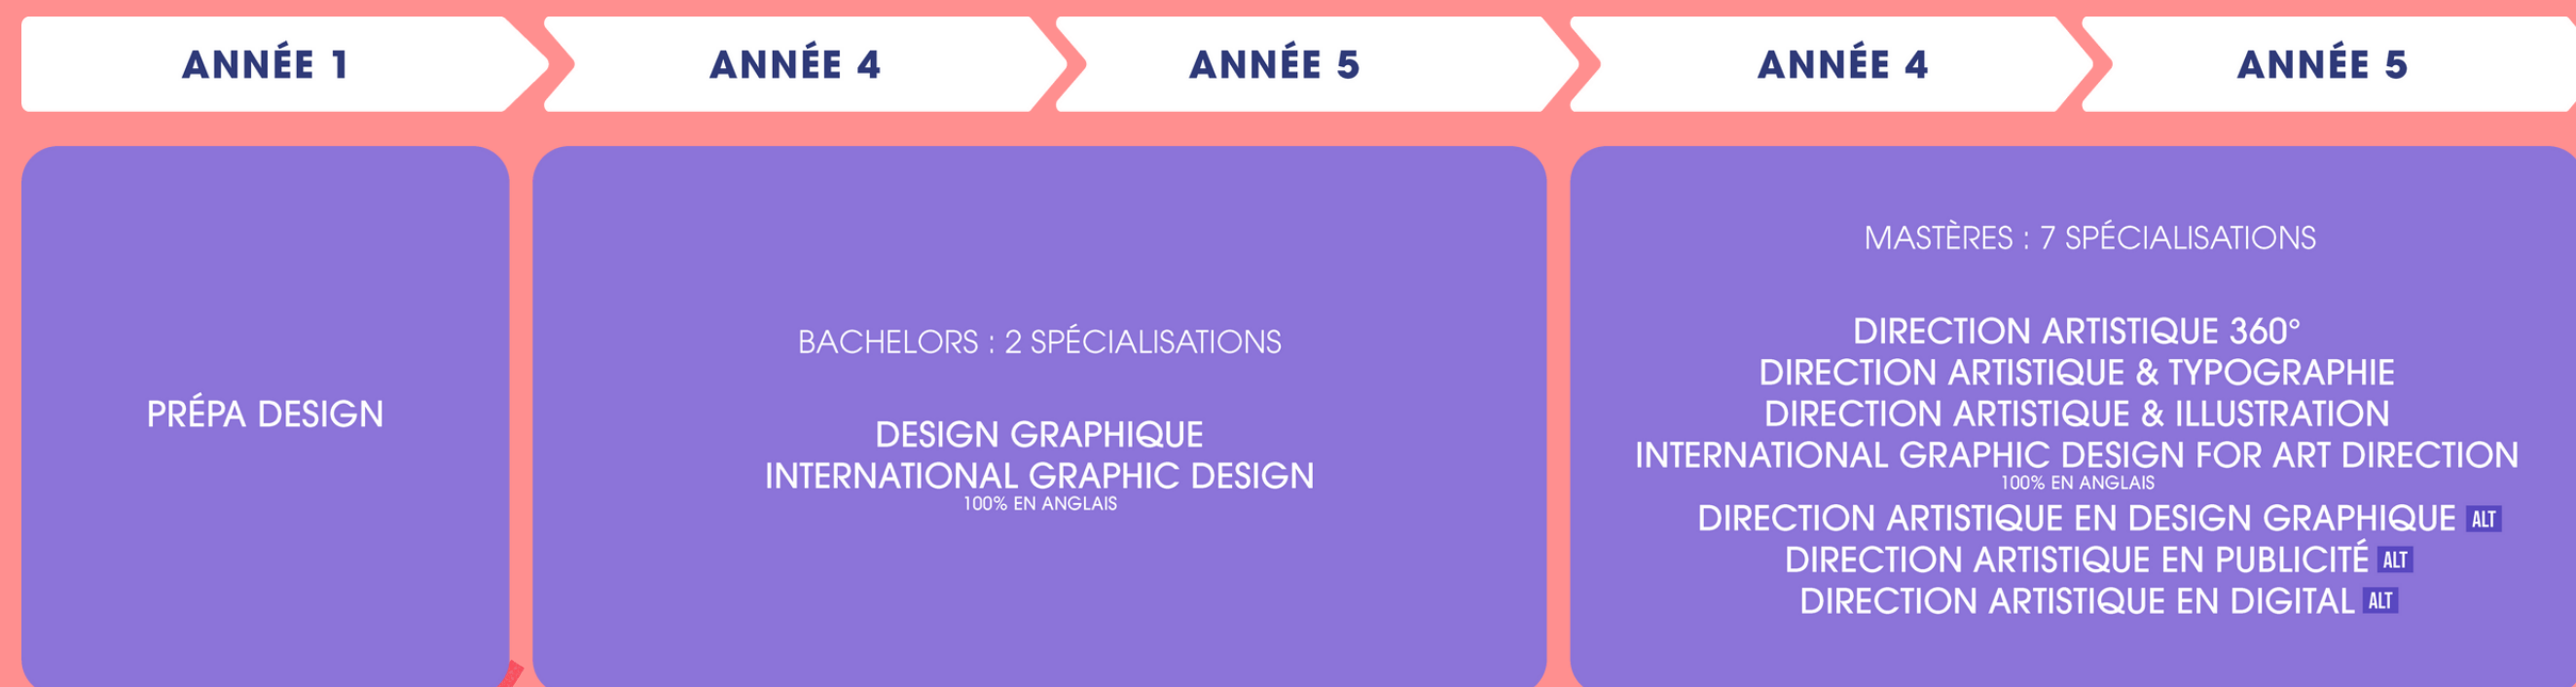 ANNÉE 1
ANNÉE 4
ANNÉE 5
ANNÉE 4
ANNÉE 5
PRÉPA DESIGN
BACHELORS : 2 SPÉCIALISATIONS
DESIGN GRAPHIQUE
INTERNATIONAL GRAPHIC DESIGN
100% EN ANGLAIS
MASTÈRES : 7 SPÉCIALISATIONS
DIRECTION ARTISTIQUE 360°
DIRECTION ARTISTIQUE & TYPOGRAPHIE
DIRECTION ARTISTIQUE & ILLUSTRATION
INTERNATIONAL GRAPHIC DESIGN FOR ART DIRECTION
100% EN ANGLAIS
DIRECTION ARTISTIQUE EN DESIGN GRAPHIQUE ALT
DIRECTION ARTISTIQUE EN PUBLICITÉ ALT
DIRECTION ARTISTIQUE EN DIGITAL ALT